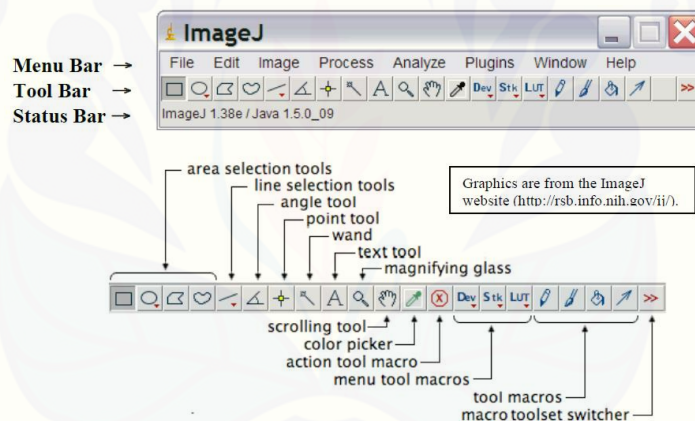 ImageJ
File Edit Image Process Analyze Plugins Window Help
Menu Bar →
Tool Bar →
Dev Stk LUT
Status Bar →
ImageJ 1.38e / Java 1.5.0_09
area selection tools
line selection tools
angle tool
point tool
wand
text tool
magnifying glass
Graphics are from the ImageJ
website (http://rsb.info.nih.gov/ij/).
A Dev Stk LUT
scrolling tool
color picker
action tool macro
menu tool macros
tool macros
macro toolset switcher